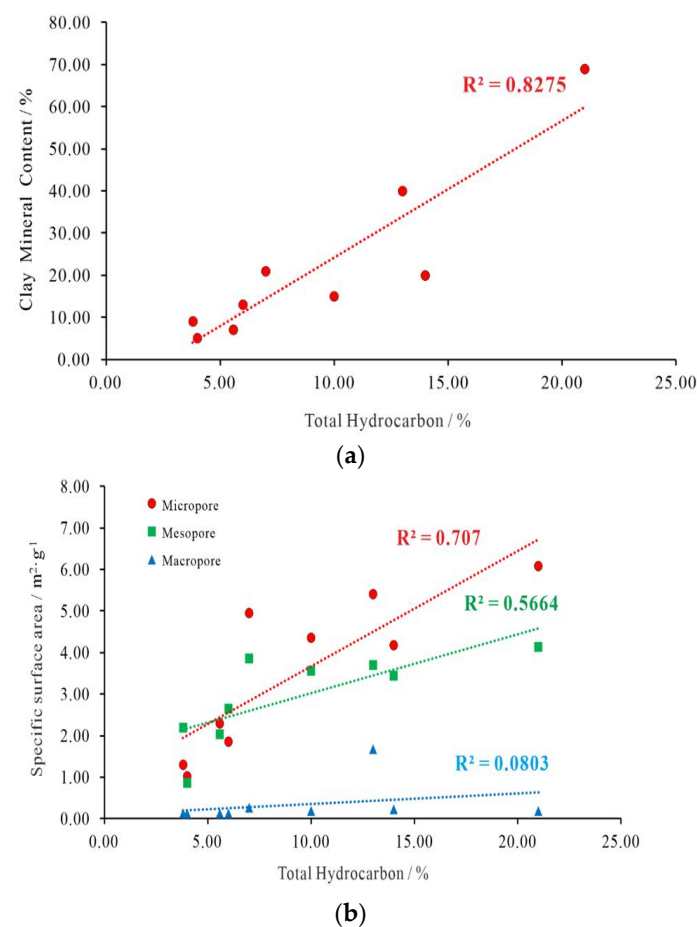 80.00
70.00
60.00
50.00
40.00
30.00
20.00
10.00
0.00
Clay Mineral Content / %
R² = 0.8275
0.00 5.00 10.00 15.00 20.00 25.00
Total Hydrocarbon / %
(a)
8.00
7.00
6.00
5.00
4.00
3.00
2.00
1.00
0.00
Specific surface area / m²·g⁻¹
Micropore
Mesopore
Macropore
R² = 0.707
R² = 0.5664
R² = 0.0803
0.00 5.00 10.00 15.00 20.00 25.00
Total Hydrocarbon / %
(b)